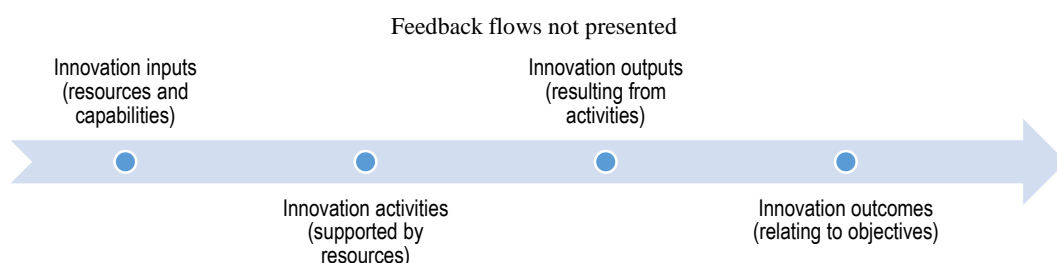 Feedback flows not presented
Innovation inputs
(resources and
capabilities)
Innovation activities
(supported by
resources)
Innovation outputs
(resulting from
activities)
Innovation outcomes
(relating to objectives)